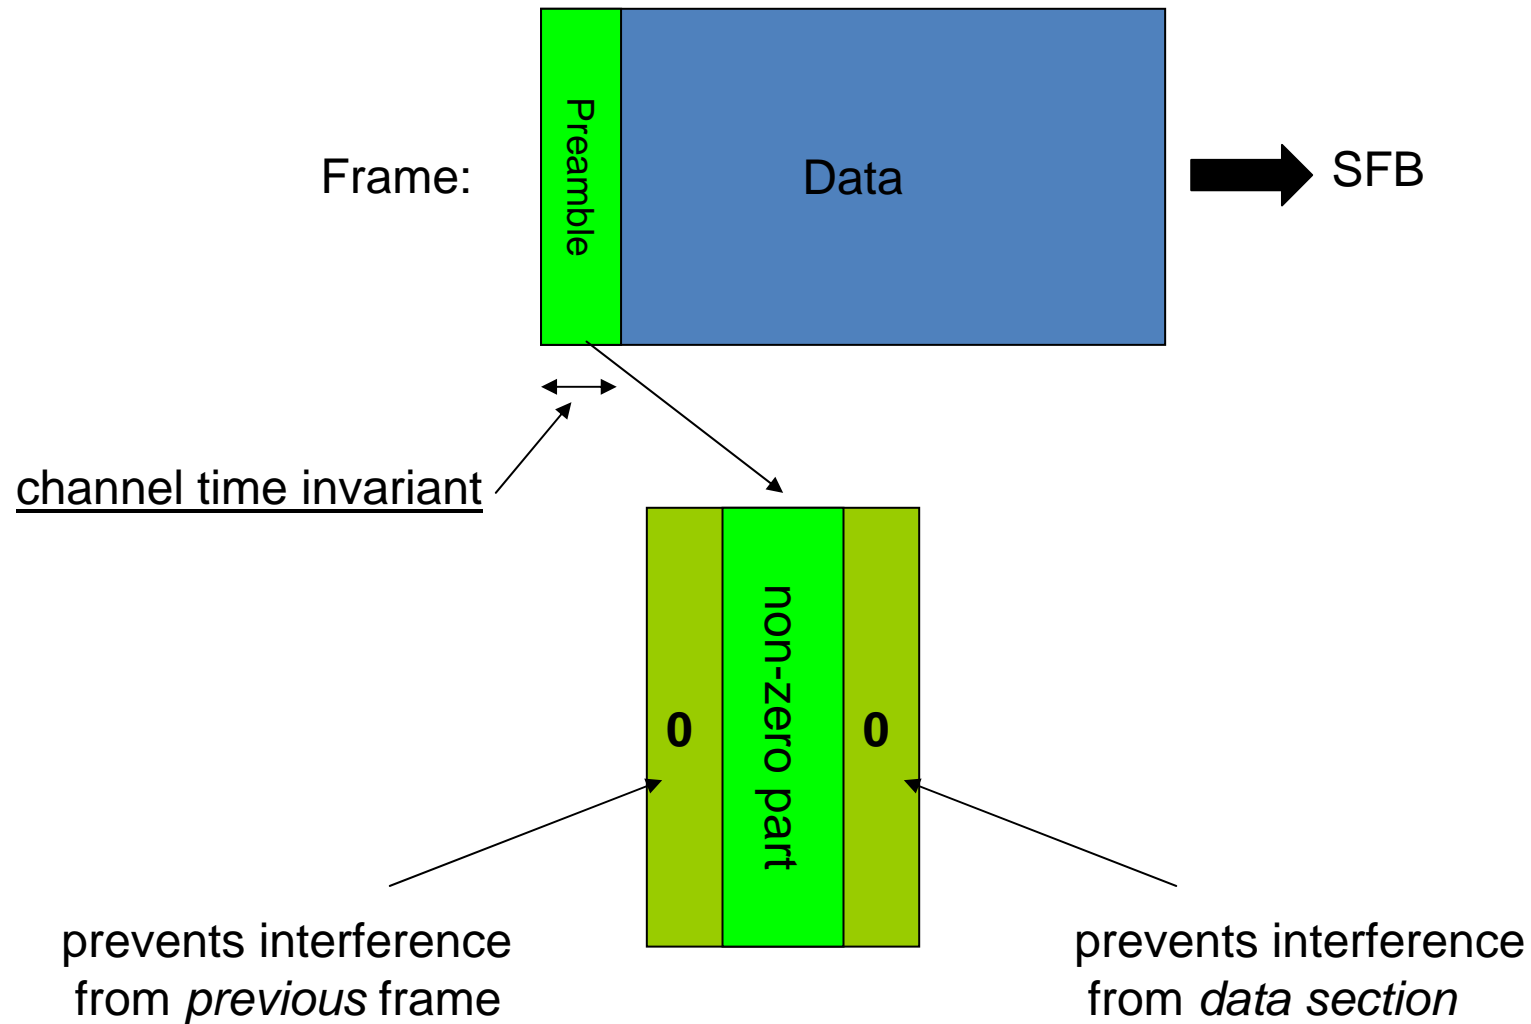 Preamble
Frame:
Data
SFB
channel time invariant
non-zero part
0
0
prevents interference
from previous frame
prevents interference
from data section